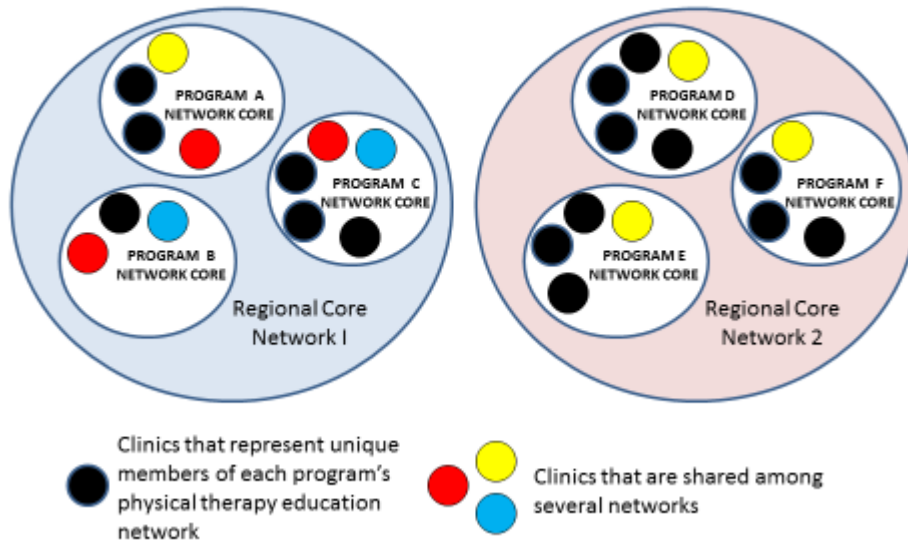 PROGRAM A
NETWORK CORE
PROGRAM C
NETWORK CORE
PROGRAM B
NETWORK CORE
Regional Core
Network I
PROGRAM D
NETWORK CORE
PROGRAM F
NETWORK CORE
PROGRAM E
NETWORK CORE
Regional Core
Network 2
Clinics that represent unique
members of each program's
physical therapy education
network
Clinics that are shared among
several networks